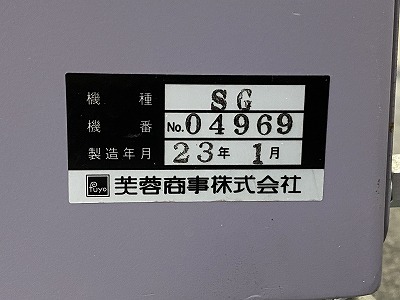 機種 SG
機番 No.04969
製造年月 23年1月
Fuyo 芙蓉商事株式会社